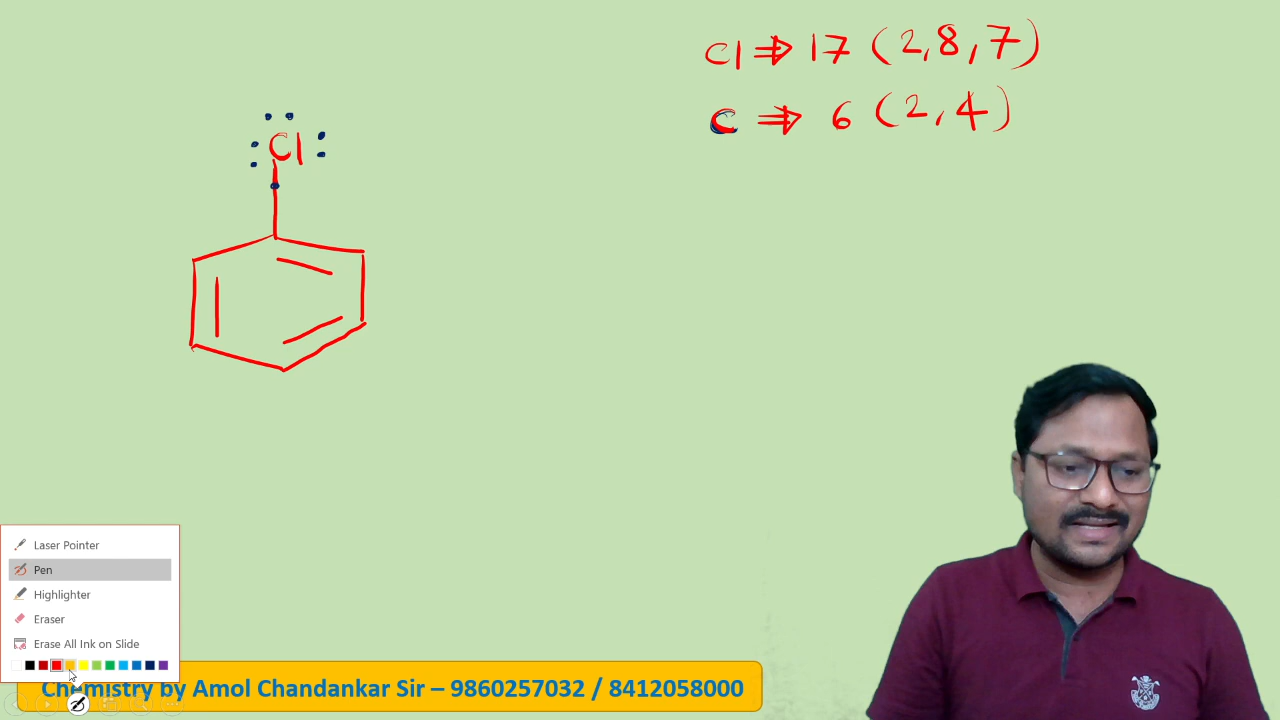 Cl ⇒ 17 (2,8,7)
C ⇒ 6 (2,4)
Cl
Laser Pointer
Pen
Highlighter
Eraser
Erase All Ink on Slide
Chemistry by Amol Chandankar Sir – 9860257032 / 8412058000